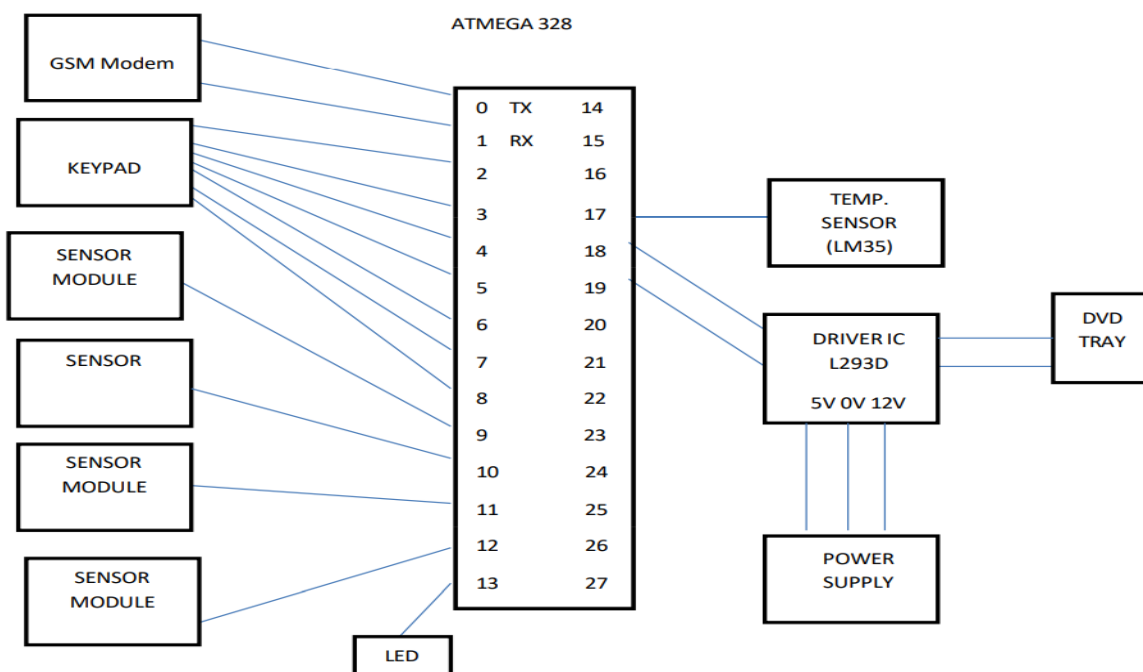 ATMEGA 328
GSM Modem
KEYPAD
SENSOR
MODULE
SENSOR
SENSOR
MODULE
SENSOR
MODULE
LED
0 TX 14
1 RX 15
2 16
3 17
4 18
5 19
6 20
7 21
8 22
9 23
10 24
11 25
12 26
13 27
TEMP.
SENSOR
(LM35)
DRIVER IC
L293D
5V 0V 12V
DVD
TRAY
POWER
SUPPLY